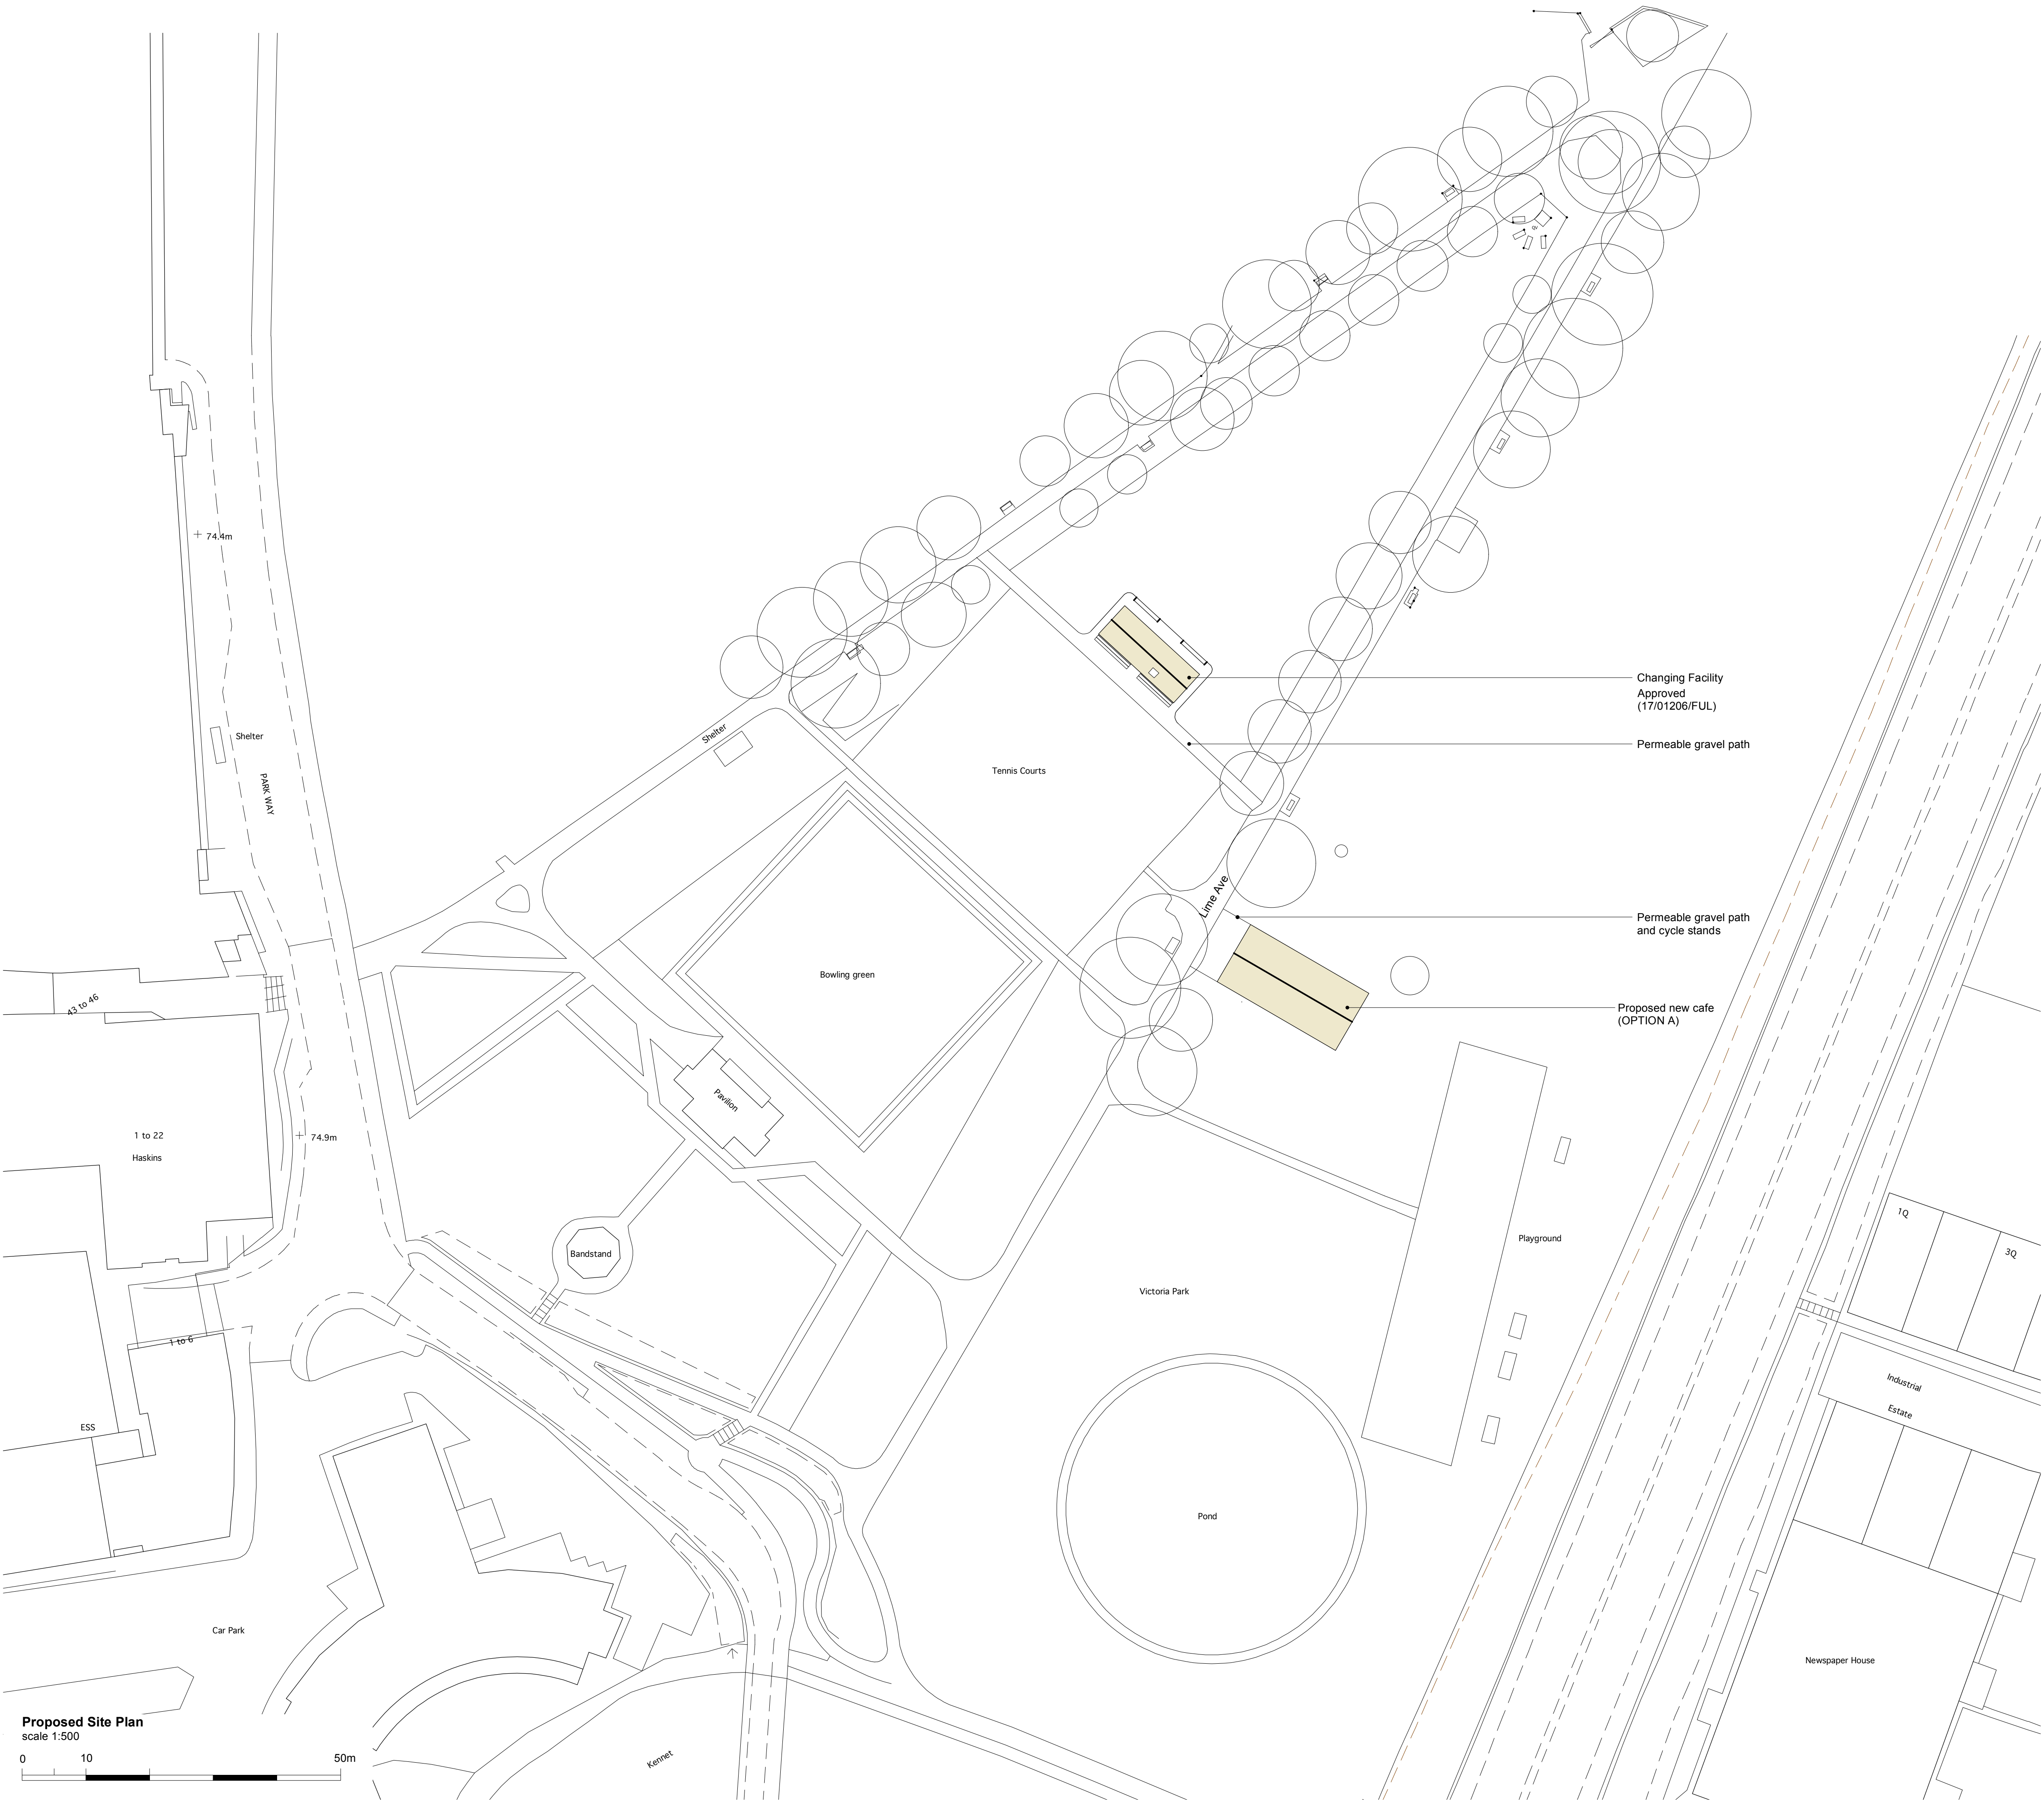 QV
74.4m
Changing Facility
Approved
(17/01206/FUL)
Shelter
Shelter
Permeable gravel path
Tennis Courts
PARK WAY
Lime Ave
Permeable gravel path
and cycle stands
Bowling green
43 to 46
Proposed new cafe
(OPTION A)
Pavilion
1 to 22
74.9m
Haskins
1Q
3Q
Playground
Bandstand
Victoria Park
1 to 6
Industrial
Estate
ESS
Pond
Car Park
Newspaper House
Proposed Site Plan
scale 1:500
0 10 50m
Kennet